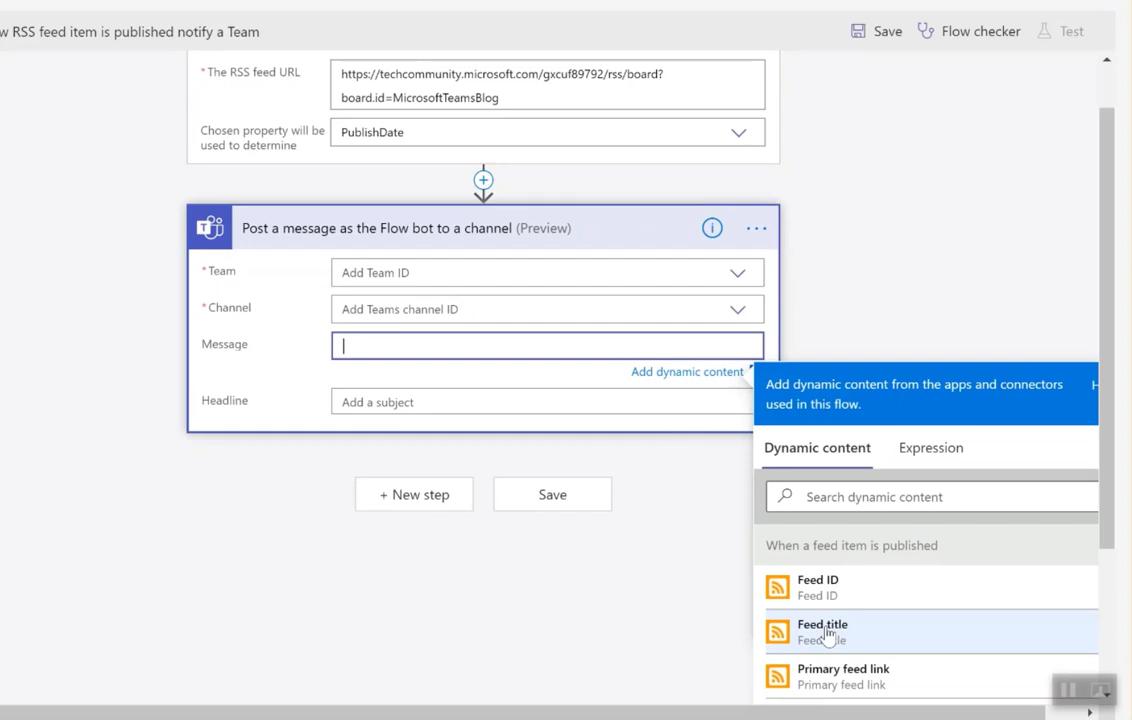 RSS feed item is published notify a Team
Save
Flow checker
Test
* The RSS feed URL
https://techcommunity.microsoft.com/gxcuf89792/rss/board?
board.id=MicrosoftTeamsBlog
Chosen property will be
used to determine
PublishDate
Post a message as the Flow bot to a channel (Preview)
* Team
Add Team ID
* Channel
Add Teams channel ID
Message
Add dynamic content
Headline
Add a subject
Add dynamic content from the apps and connectors
used in this flow.
Dynamic content
Expression
Search dynamic content
When a feed item is published
Feed ID
Feed ID
Feed title
Primary feed link
Primary feed link
+ New step
Save